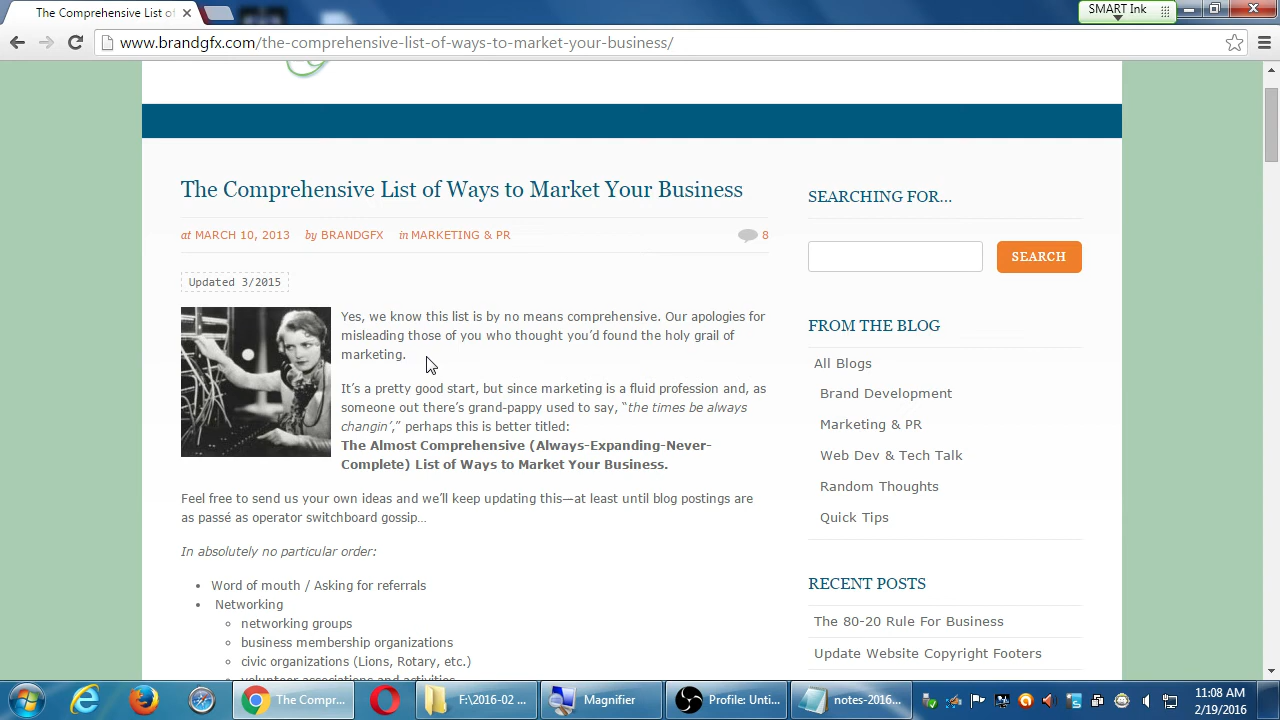 The Comprehensive List of
SMART Ink
www.brandgfx.com/the-comprehensive-list-of-ways-to-market-your-business/
The Comprehensive List of Ways to Market Your Business
at MARCH 10, 2013 by BRANDGFX in MARKETING & PR 8
Updated 3/2015
Yes, we know this list is by no means comprehensive. Our apologies for
misleading those of you who thought you'd found the holy grail of
marketing.
It's a pretty good start, but since marketing is a fluid profession and, as
someone out there's grand-pappy used to say, "the times be always
changin'," perhaps this is better titled:
The Almost Comprehensive (Always-Expanding-Never-
Complete) List of Ways to Market Your Business.
Feel free to send us your own ideas and we'll keep updating this—at least until blog postings are
as passé as operator switchboard gossip…
In absolutely no particular order:
• Word of mouth / Asking for referrals
• Networking
◦ networking groups
◦ business membership organizations
◦ civic organizations (Lions, Rotary, etc.)
SEARCHING FOR...
SEARCH
FROM THE BLOG
All Blogs
Brand Development
Marketing & PR
Web Dev & Tech Talk
Random Thoughts
Quick Tips
RECENT POSTS
The 80-20 Rule For Business
Update Website Copyright Footers
The Compr...
F:\2016-02 ...
Magnifier
Profile: Unti...
notes-2016...
11:08 AM
2/19/2016